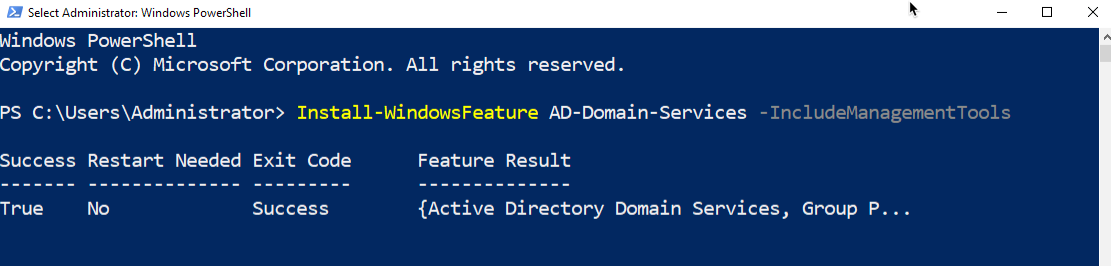 Select Administrator: Windows PowerShell
Windows PowerShell
Copyright (C) Microsoft Corporation. All rights reserved.
PS C:\Users\Administrator> Install-WindowsFeature AD-Domain-Services -IncludeManagementTools
Success Restart Needed Exit Code      Feature Result
------- -------------- ---------      --------------
True    No             Success        {Active Directory Domain Services, Group P...